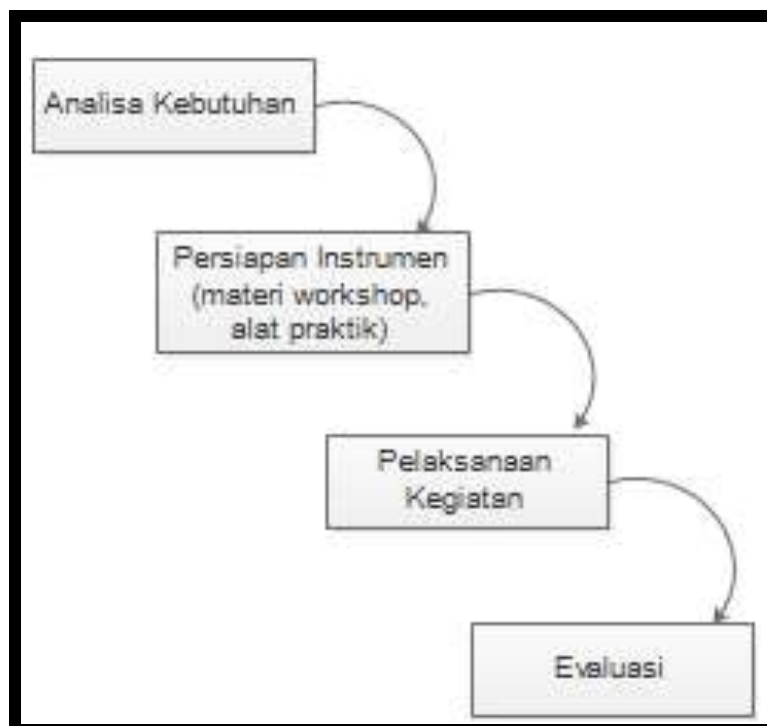 Analisa Kebutuhan
Persiapan Instrumen
(materi workshop,
alat praktik)
Pelaksanaan
Kegiatan
Evaluasi